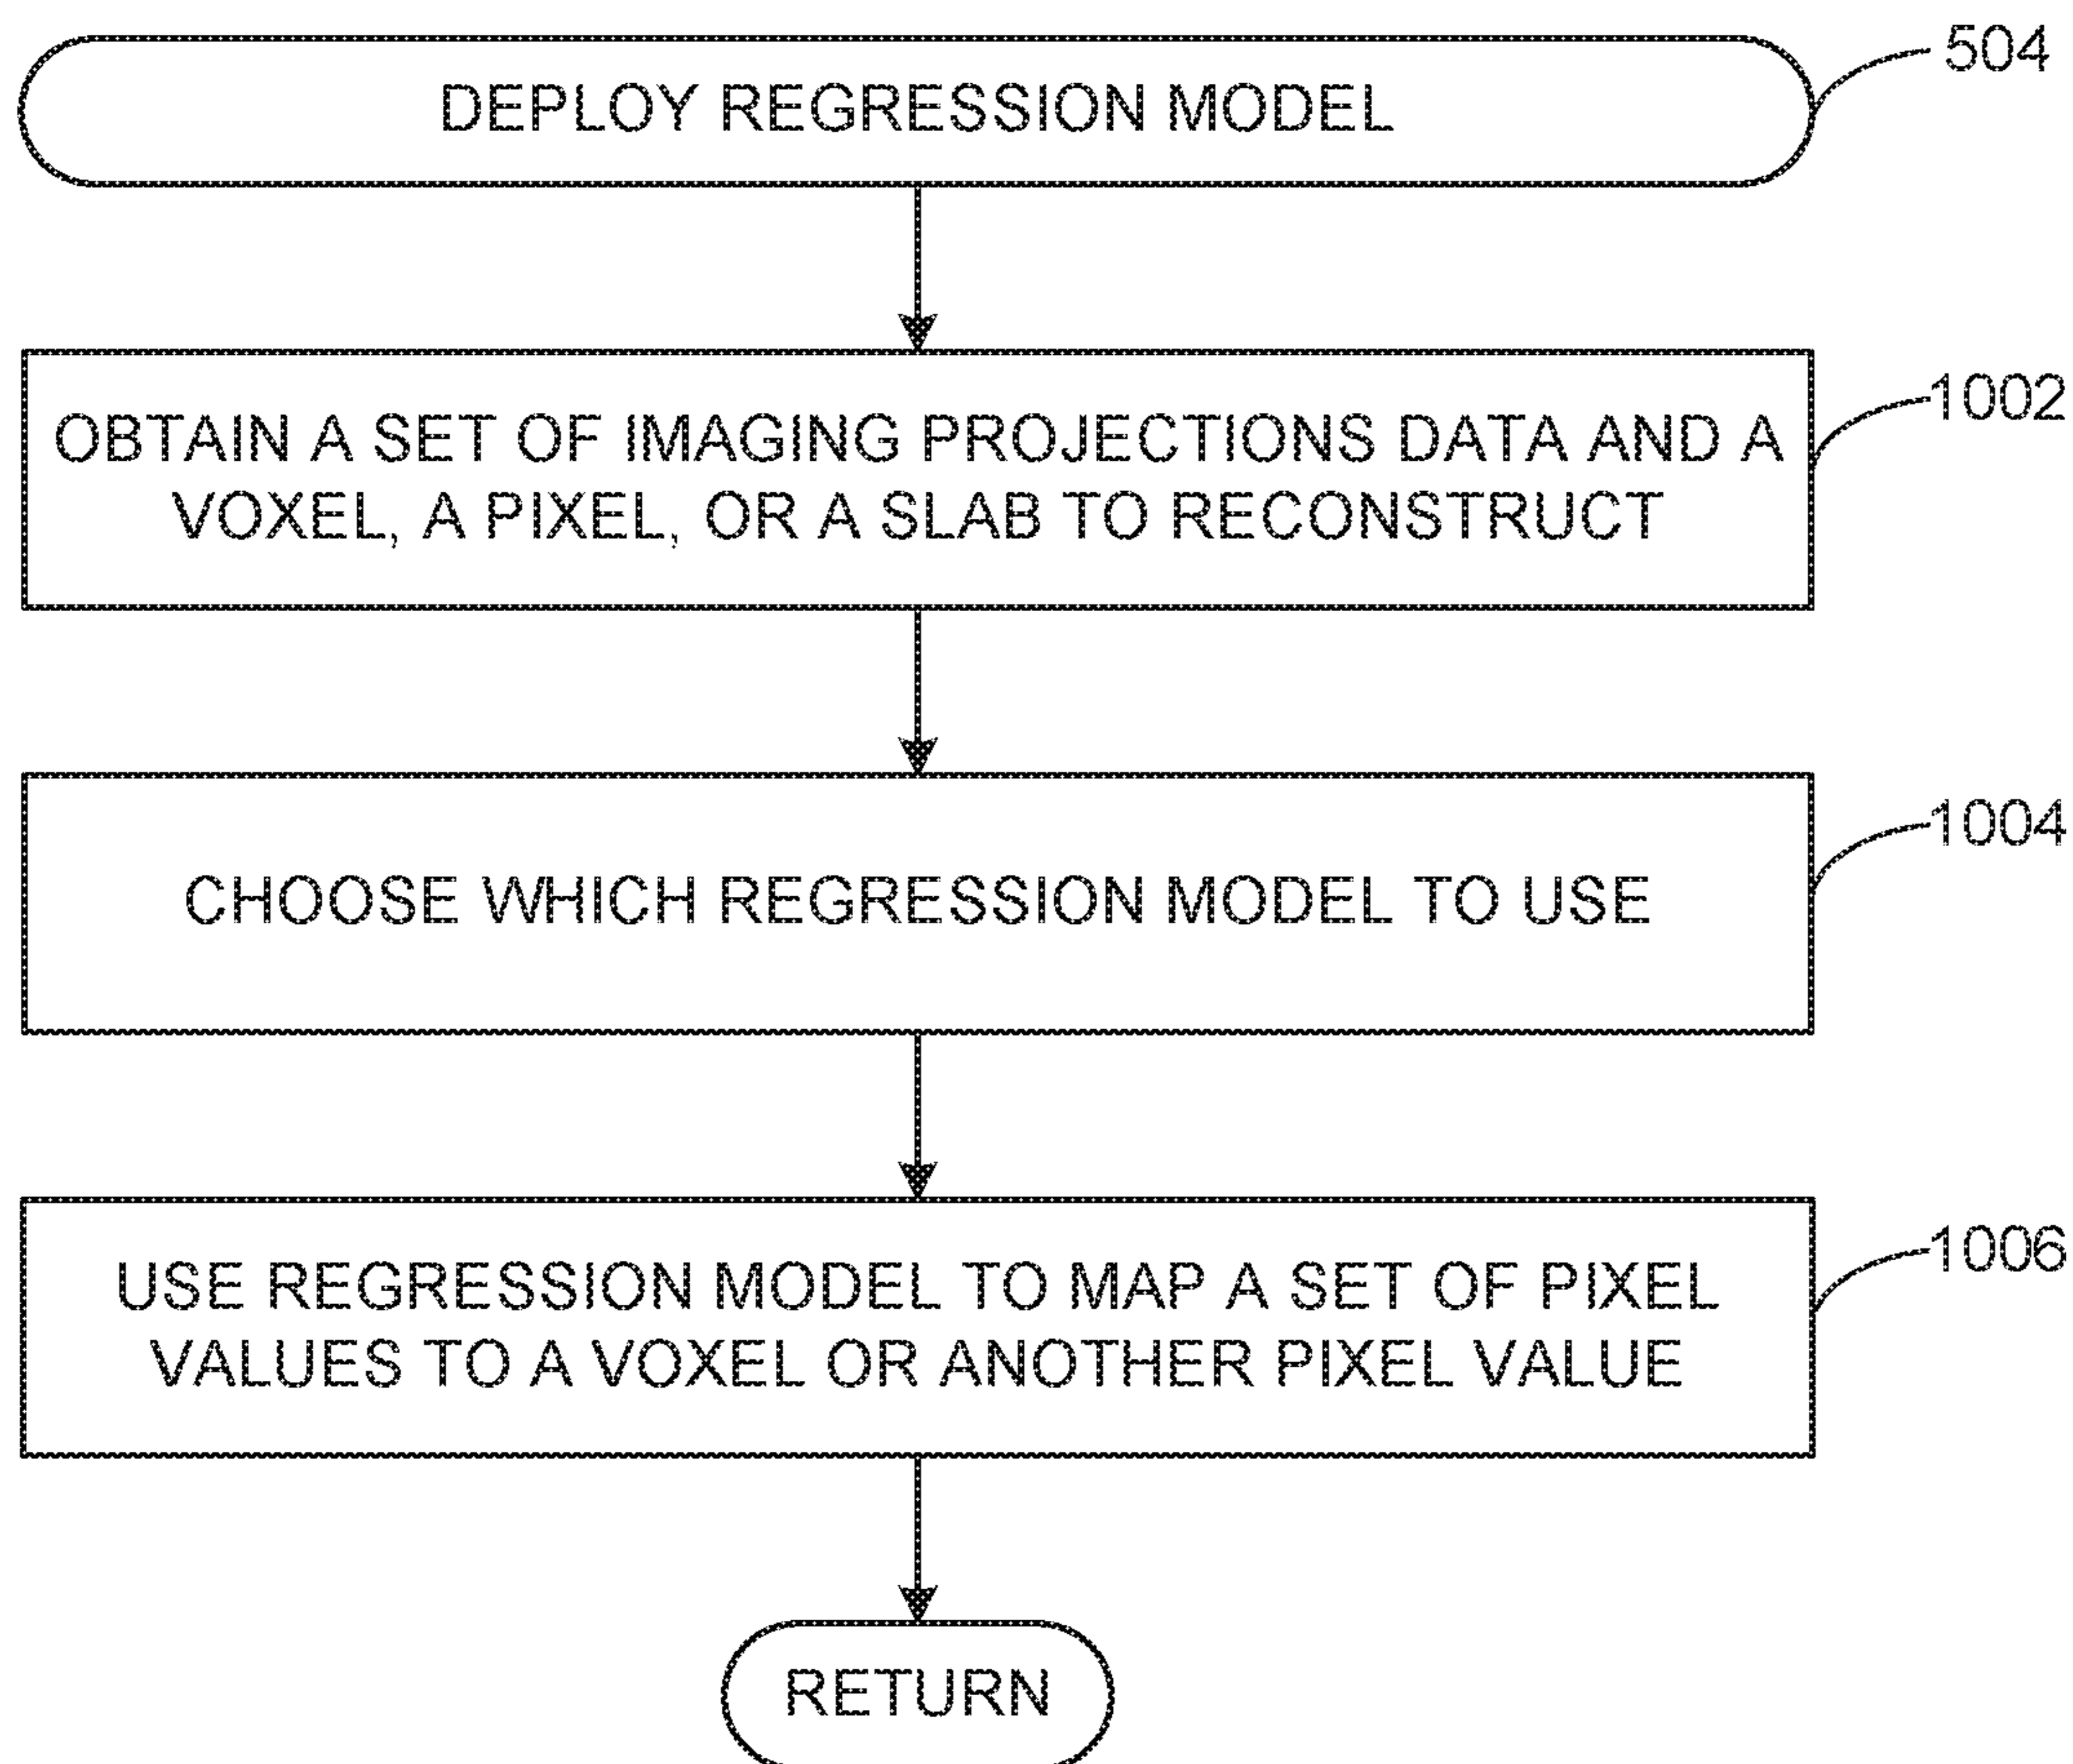 504
DEPLOY REGRESSION MODEL
1002
OBTAIN A SET OF IMAGING PROJECTIONS DATA AND A
VOXEL, A PIXEL, OR A SLAB TO RECONSTRUCT
1004
CHOOSE WHICH REGRESSION MODEL TO USE
1006
USE REGRESSION MODEL TO MAP A SET OF PIXEL
VALUES TO A VOXEL OR ANOTHER PIXEL VALUE
RETURN